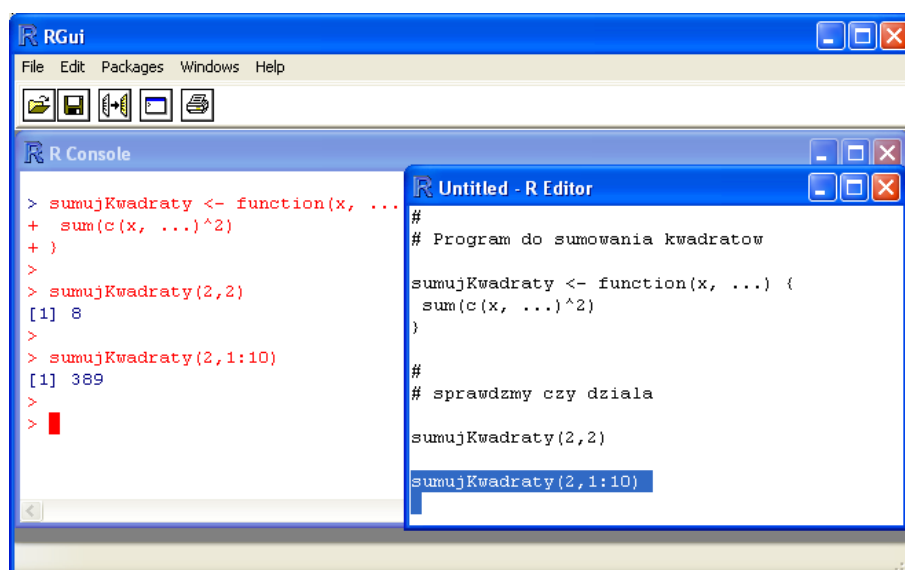 RGui
File Edit Packages Windows Help
R Console
> sumujKwadraty <- function(x, ...
+  sum(c(x, ...)^2)
+ }
>
> sumujKwadraty(2,2)
[1] 8
>
> sumujKwadraty(2,1:10)
[1] 389
>
>
Untitled - R Editor
#
# Program do sumowania kwadratow
sumujKwadraty <- function(x, ...) {
 sum(c(x, ...)^2)
}
#
# sprawdzmy czy dziala
sumujKwadraty(2,2)
sumujKwadraty(2,1:10)